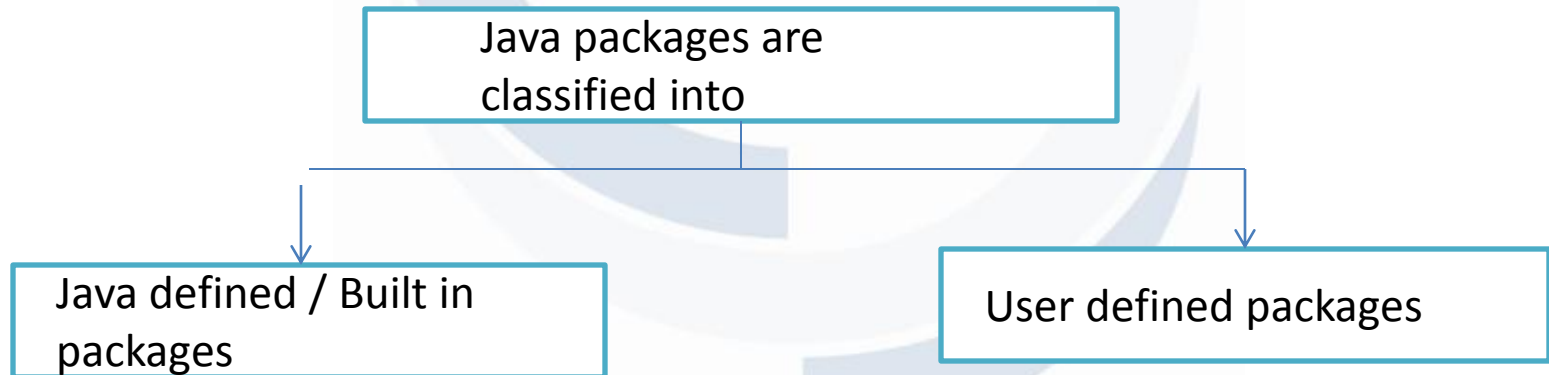 Java packages are
classified into
Java defined / Built in
packages
User defined packages